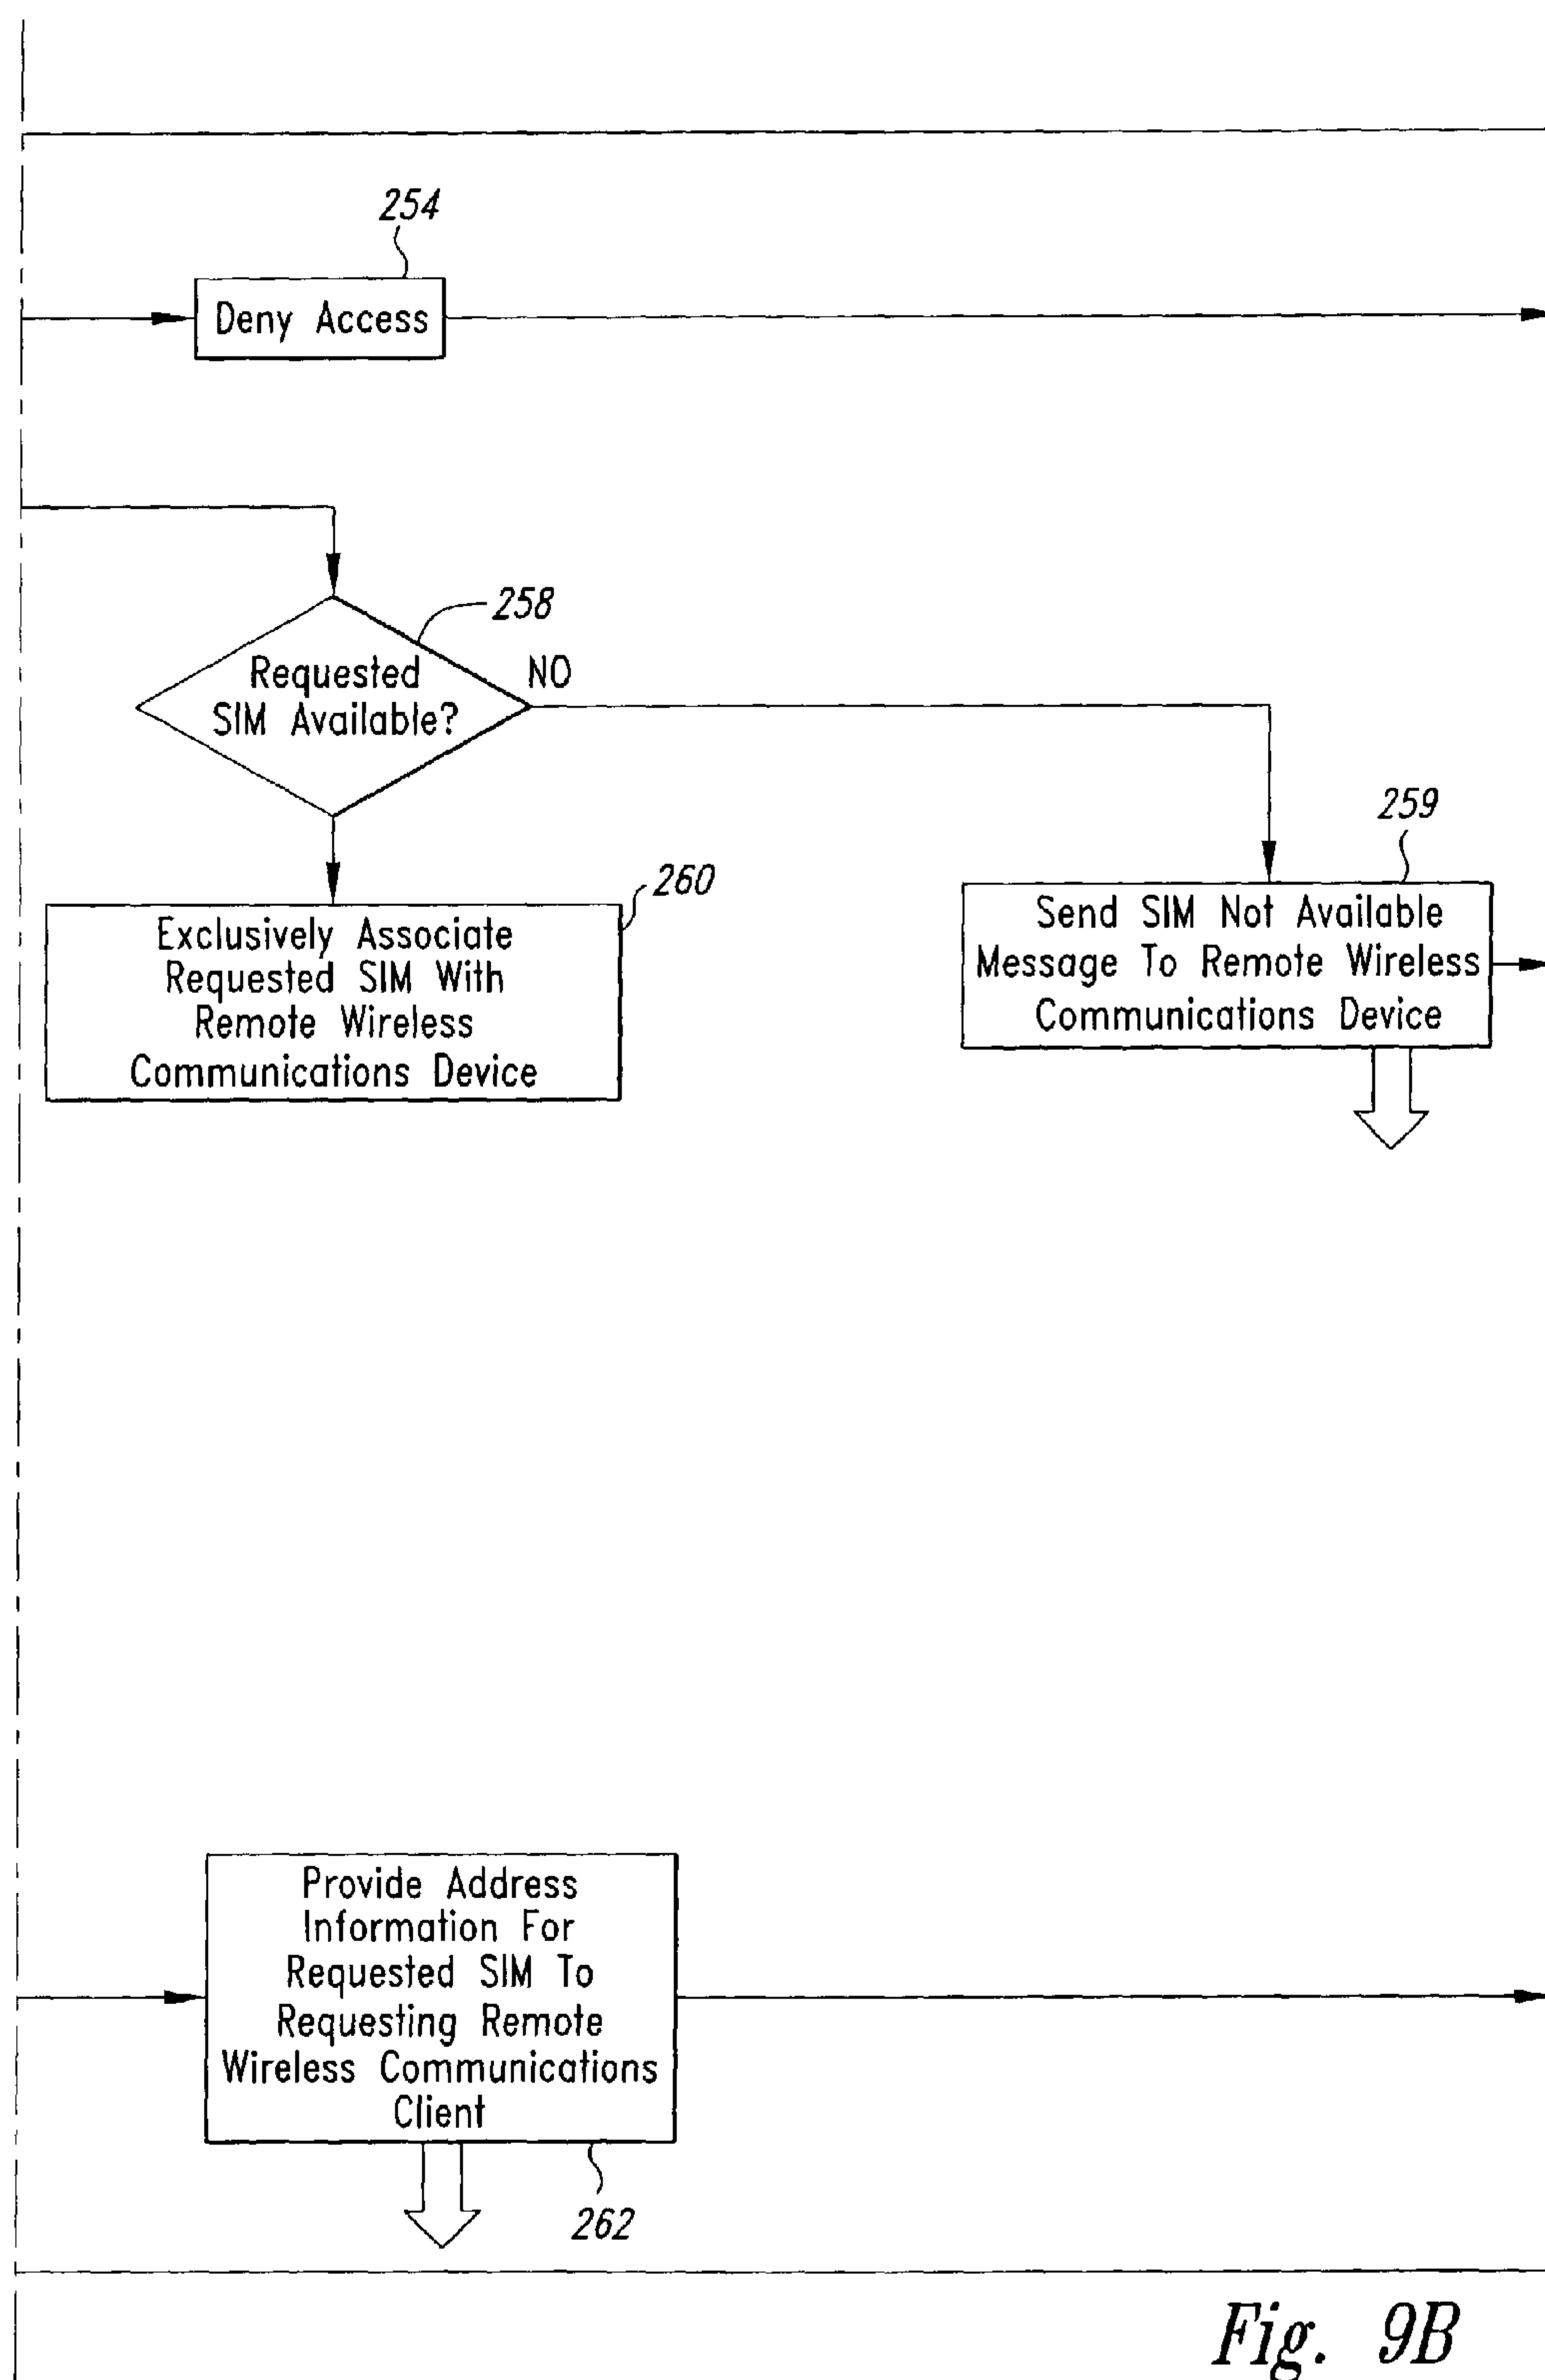 254
Deny Access
258
Requested
SIM Available?
NO
259
Send SIM Not Available
Message To Remote Wireless
Communications Device
260
Exclusively Associate
Requested SIM With
Remote Wireless
Communications Device
Provide Address
Information For
Requested SIM To
Requesting Remote
Wireless Communications
Client
262
Fig. 9B